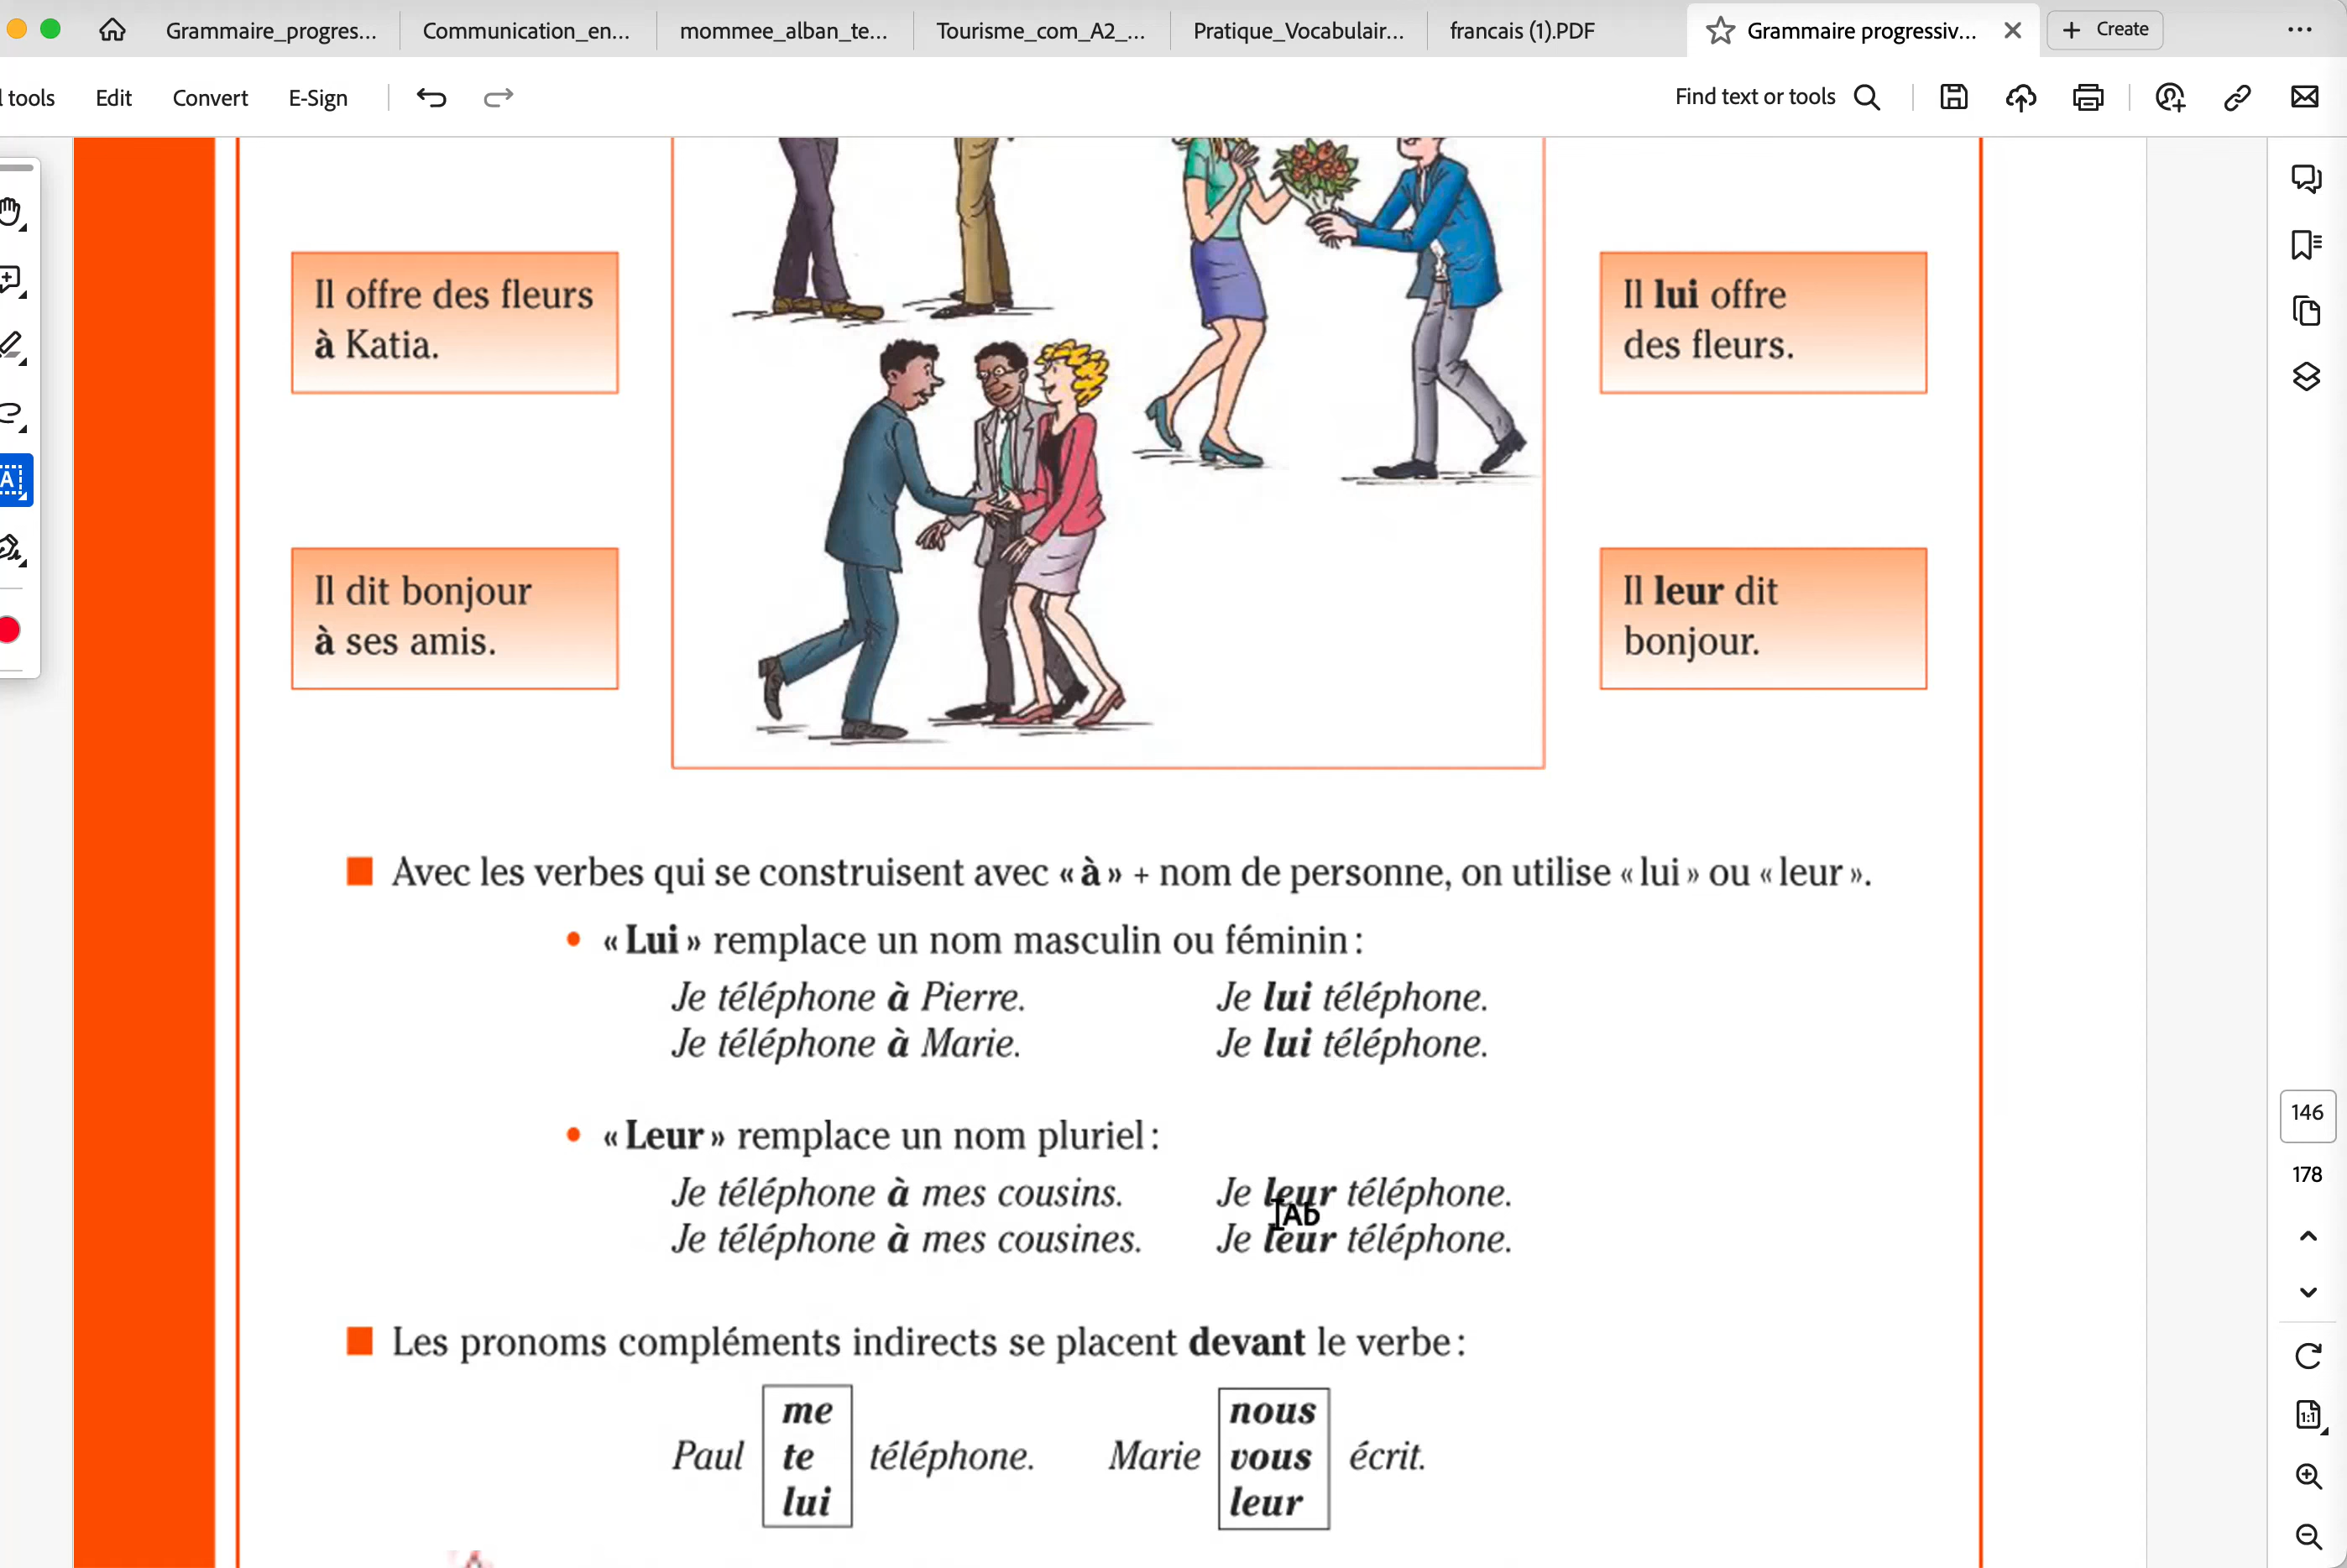 Grammaire_progres...
Communication_en...
mommee_alban_te...
Tourisme_com_A2_...
Pratique_Vocabulair...
francais (1).PDF
Grammaire progressiv...
Create
tools
Edit
Convert
E-Sign
Find text or tools
Il offre des fleurs
à Katia.
Il lui offre
des fleurs.
Il dit bonjour
à ses amis.
Il leur dit
bonjour.
Avec les verbes qui se construisent avec « à » + nom de personne, on utilise « lui » ou « leur ».
• « Lui » remplace un nom masculin ou féminin :
Je téléphone à Pierre. Je lui téléphone.
Je téléphone à Marie. Je lui téléphone.
• « Leur » remplace un nom pluriel :
Je téléphone à mes cousins. Je leur téléphone.
Je téléphone à mes cousines. Je leur téléphone.
Ab
Les pronoms compléments indirects se placent devant le verbe :
Paul me te lui téléphone. Marie nous vous leur écrit.
146
178
1:1